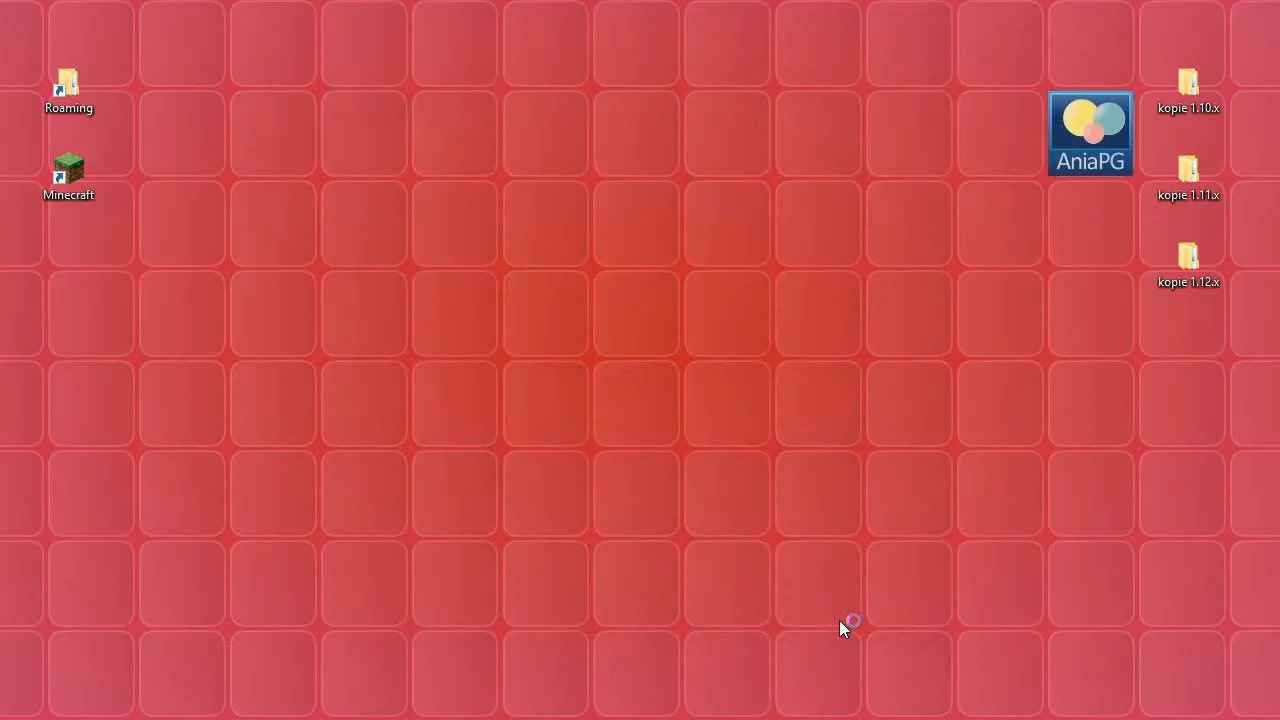 Roaming
Minecraft
AniaPG
kopie 1.10.x
kopie 1.11.x
kopie 1.12.x